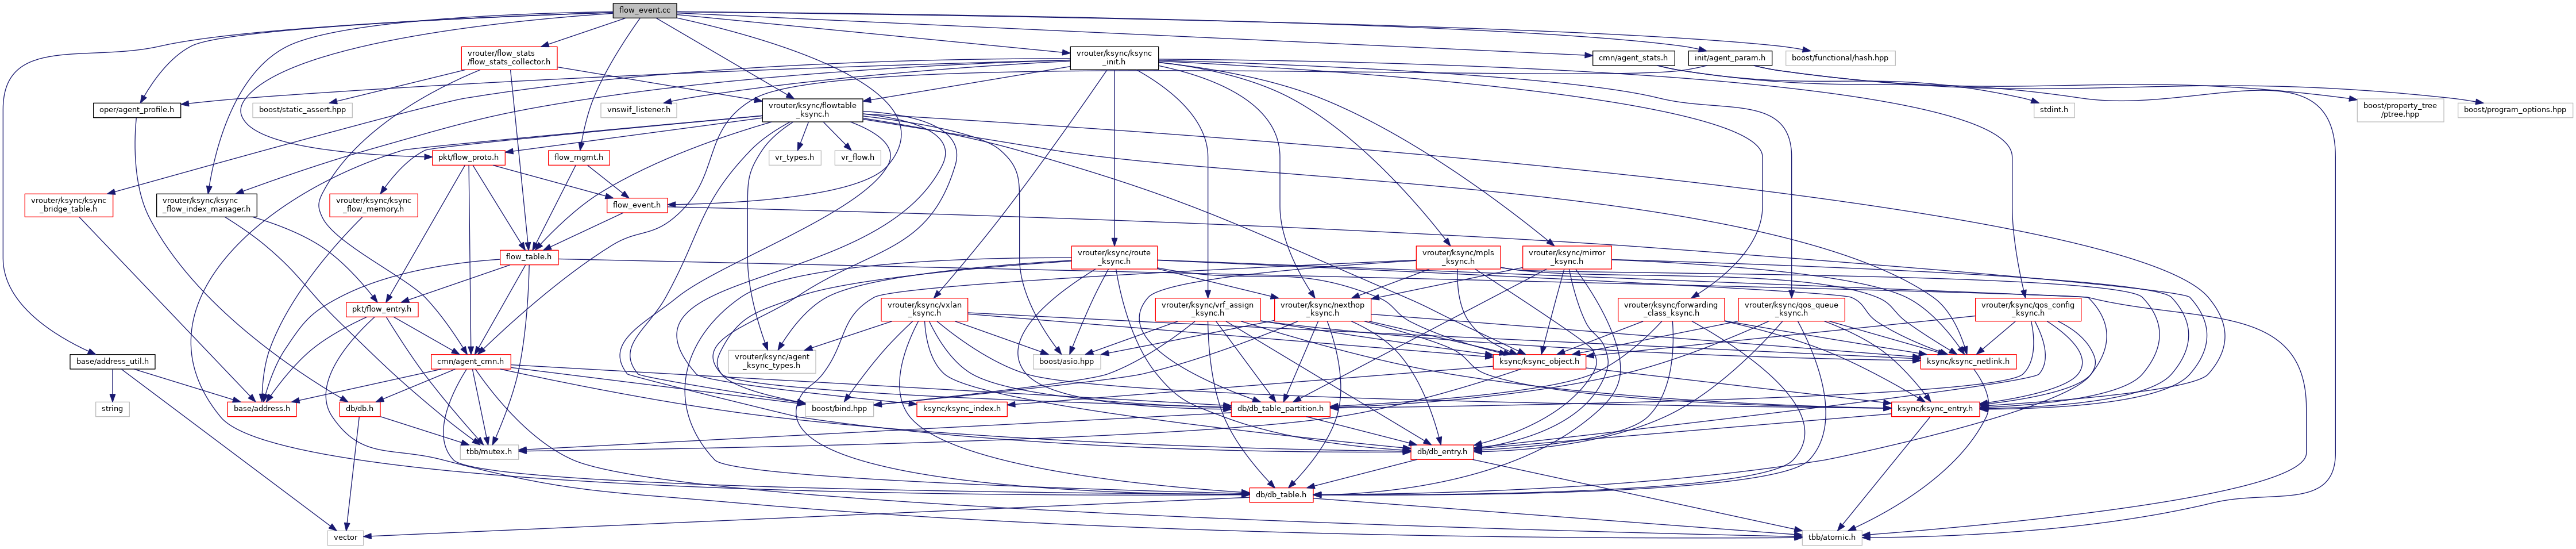 flow_event.cc
vrouter/flow_stats
/flow_stats_collector.h
vrouter/ksync/ksync
_init.h
cmn/agent_stats.h
init/agent_param.h
boost/functional/hash.hpp
oper/agent_profile.h
boost/static_assert.hpp
vnswif_listener.h
vrouter/ksync/flowtable
_ksync.h
stdint.h
boost/property_tree
/ptree.hpp
boost/program_options.hpp
pkt/flow_proto.h
flow_mgmt.h
vr_types.h
vr_flow.h
vrouter/ksync/ksync
_bridge_table.h
vrouter/ksync/ksync
_flow_index_manager.h
vrouter/ksync/ksync
_flow_memory.h
flow_event.h
flow_table.h
vrouter/ksync/route
_ksync.h
vrouter/ksync/mpls
_ksync.h
vrouter/ksync/mirror
_ksync.h
pkt/flow_entry.h
vrouter/ksync/vxlan
_ksync.h
vrouter/ksync/vrf_assign
_ksync.h
vrouter/ksync/nexthop
_ksync.h
vrouter/ksync/forwarding
_class_ksync.h
vrouter/ksync/qos_queue
_ksync.h
vrouter/ksync/qos_config
_ksync.h
base/address_util.h
cmn/agent_cmn.h
vrouter/ksync/agent
_ksync_types.h
boost/asio.hpp
ksync/ksync_object.h
ksync/ksync_netlink.h
string
base/address.h
db/db.h
boost/bind.hpp
ksync/ksync_index.h
db/db_table_partition.h
ksync/ksync_entry.h
tbb/mutex.h
db/db_entry.h
db/db_table.h
vector
tbb/atomic.h